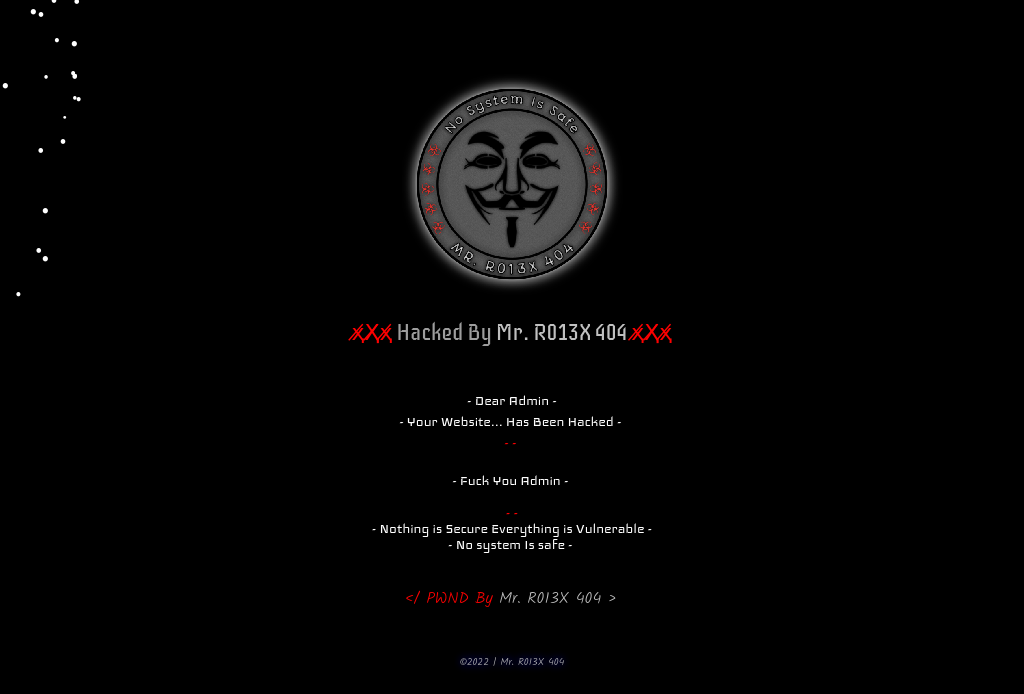 No System Is Safe
MR. R013X 404
xXx Hacked By Mr. R013X 404 xXx
- Dear Admin -
- Your Website... Has Been Hacked -
- -
- Fuck You Admin -
- -
- Nothing is Secure Everything is Vulnerable -
- No system Is safe -
</ PWND By Mr. R013X 404 >
©2022 | Mr. R013X 404